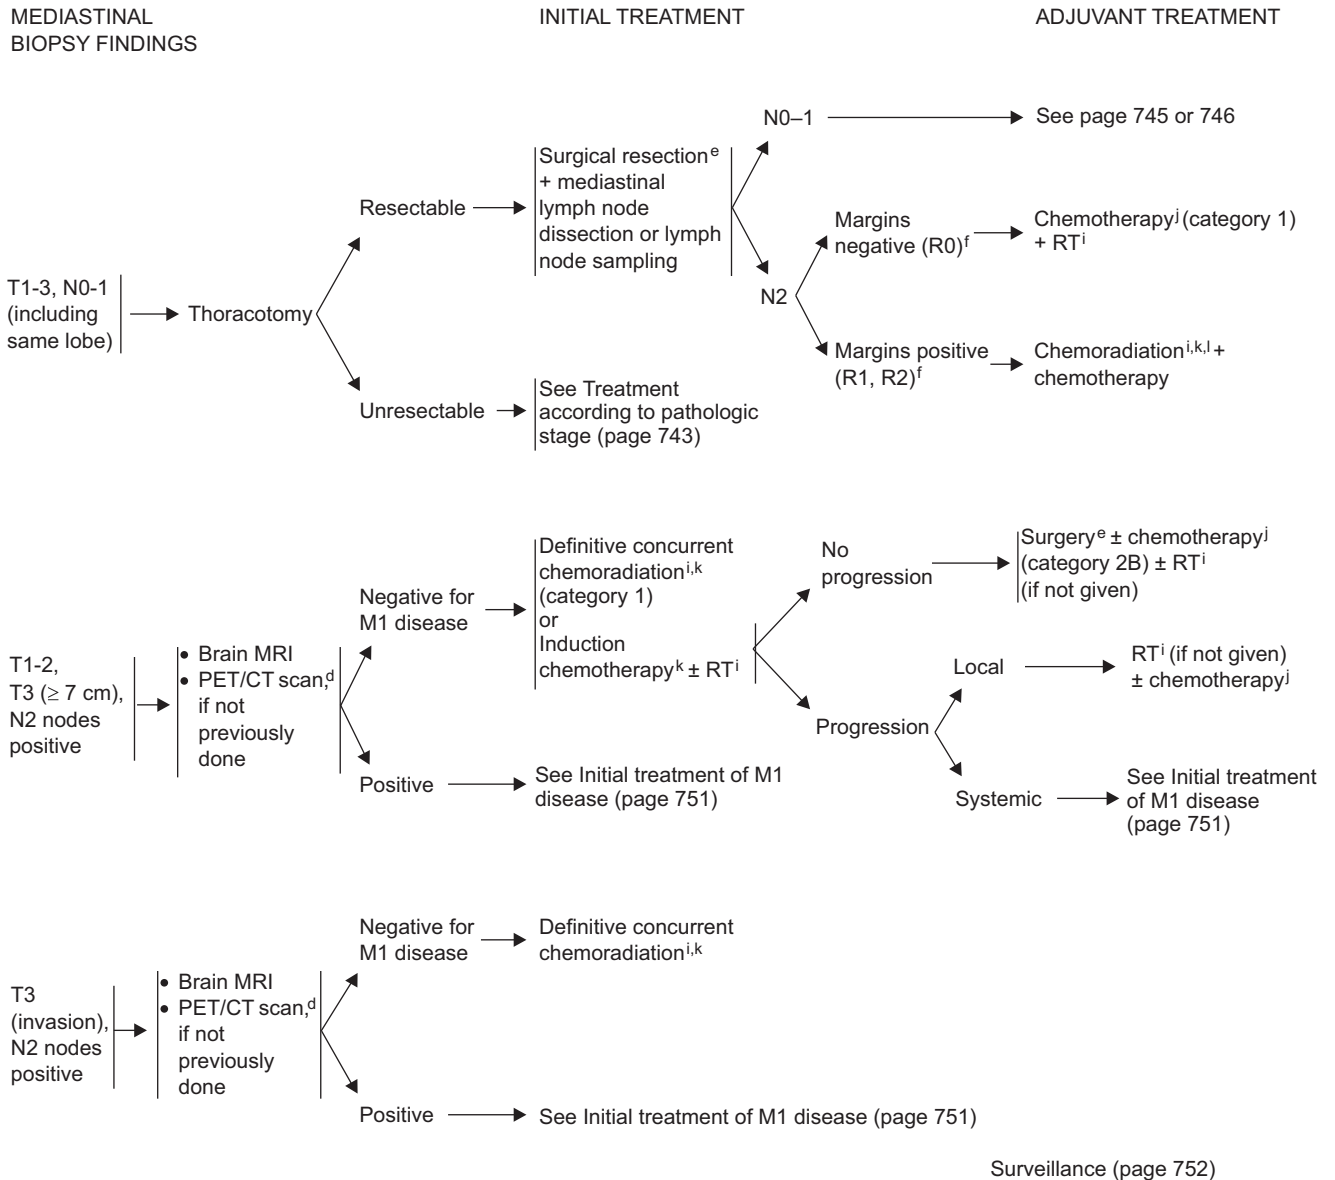 MEDIASTINAL
BIOPSY FINDINGS
INITIAL TREATMENT
ADJUVANT TREATMENT
T1-3, N0-1
(including
same lobe)
Thoracotomy
Resectable
Surgical resection^e
+ mediastinal
lymph node
dissection or lymph
node sampling
N0–1
See page 745 or 746
N2
Margins
negative (R0)^f
Chemotherapy^j (category 1)
+ RT^i
Margins positive
(R1, R2)^f
Chemoradiation^i,k,l +
chemotherapy
Unresectable
See Treatment
according to pathologic
stage (page 743)
T1-2,
T3 (≥ 7 cm),
N2 nodes
positive
• Brain MRI
• PET/CT scan,^d
if not
previously
done
Negative for
M1 disease
Definitive concurrent
chemoradiation^i,k
(category 1)
or
Induction
chemotherapy^k ± RT^i
No
progression
Surgery^e ± chemotherapy^j
(category 2B) ± RT^i
(if not given)
Progression
Local
RT^i (if not given)
± chemotherapy^j
Systemic
See Initial treatment
of M1 disease
(page 751)
Positive
See Initial treatment of M1
disease (page 751)
T3
(invasion),
N2 nodes
positive
• Brain MRI
• PET/CT scan,^d
if not
previously
done
Negative for
M1 disease
Definitive concurrent
chemoradiation^i,k
Positive
See Initial treatment of M1 disease (page 751)
Surveillance (page 752)